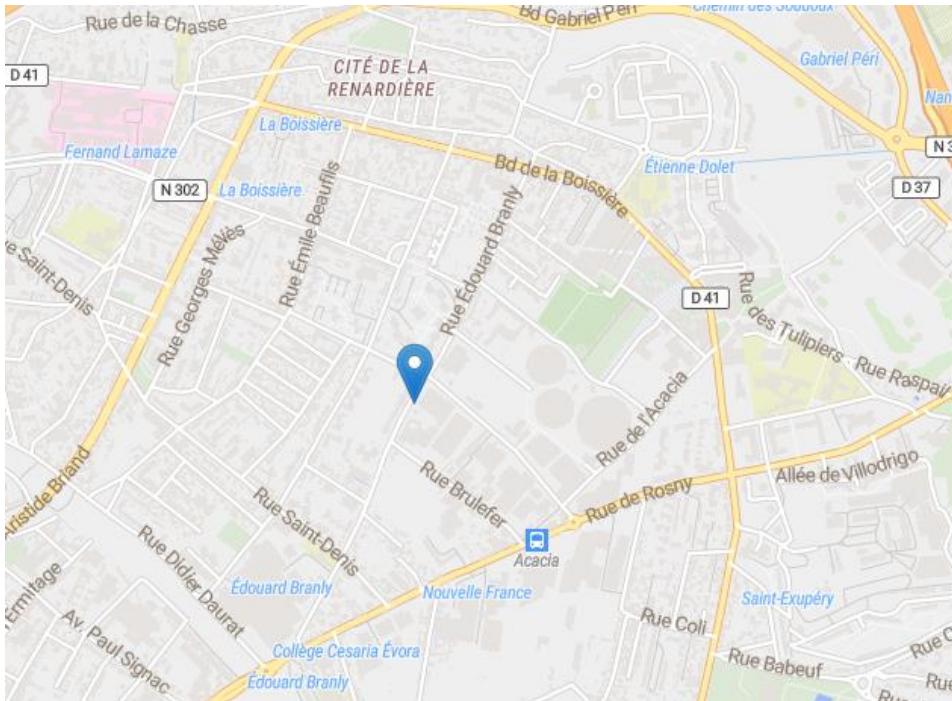 Chemin des Soudoux
Bd Gabriel Péri
Rue de la Chasse
Gabriel Péri
CITÉ DE LA
RENARDIÈRE
D 41
La Boissière
Fernand Lamaze
Bd de la Boissière
Étienne Dolet
N 302
La Boissière
D 37
Rue Émile Beaufils
Rue Édouard Branly
Rue Georges Méliès
Saint-Denis
D 41
Rue des Tulipiers
Rue Raspail
Rue de l'Acacia
Aristide Briand
Rue Brulefer
Rue de Rosny
Allée de Villodrigo
Rue Saint-Denis
Rue Didier Daurat
Acacia
Édouard Branly
Nouvelle France
Saint-Exupéry
Ermitage
Av. Paul Signac
Rue Coli
Collège Cesaria Évora
Rue Babeuf
Édouard Branly
Rue